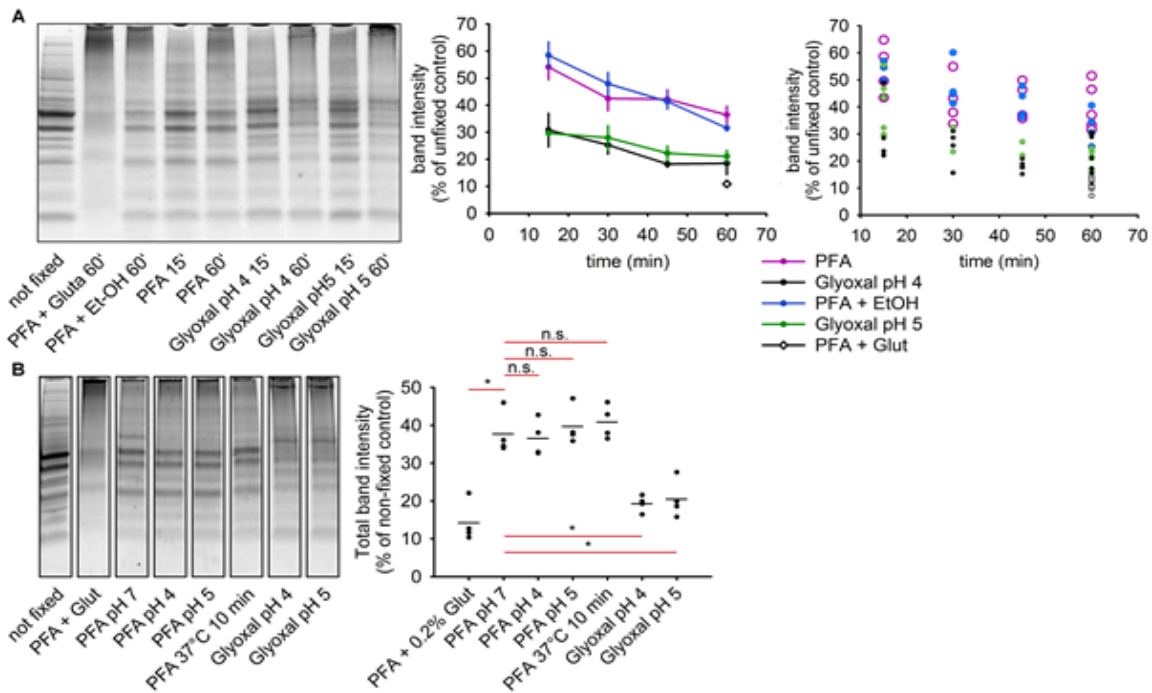 A
not fixed
PFA + Gluta 60'
PFA + Et-OH 60'
PFA 15'
PFA 60'
Glyoxal pH 4 15'
Glyoxal pH 4 60'
Glyoxal pH5 15'
Glyoxal pH 5 60'
band intensity
(% of unfixed control)
70
60
50
40
30
20
10
0
0 10 20 30 40 50 60 70
time (min)
band intensity
(% of unfixed control)
70
60
50
40
30
20
10
0
10 20 30 40 50 60 70
time (min)
PFA
Glyoxal pH 4
PFA + EtOH
Glyoxal pH 5
PFA + Glut
B
not fixed
PFA + Glut
PFA pH 7
PFA pH 4
PFA pH 5
PFA 37°C 10 min
Glyoxal pH 4
Glyoxal pH 5
Total band intensity
(% of non-fixed control)
50
40
30
20
10
0
n.s.
n.s.
n.s.
*
*
*
PFA + 0.2% Glut
PFA pH 7
PFA pH 4
PFA pH 5
PFA 37°C 10 min
Glyoxal pH 4
Glyoxal pH 5